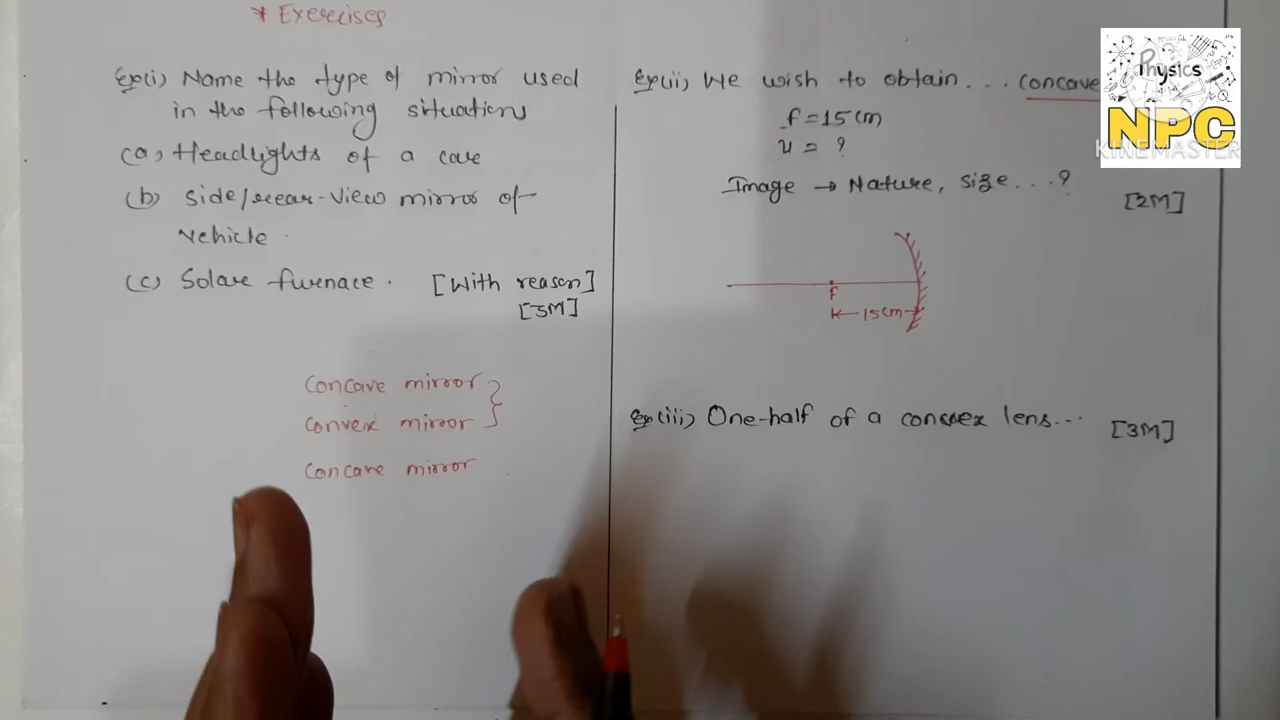 * Exercises
Ex(i) Name the type of mirror used
in the following situations
(a) Headlights of a car
(b) side/rear-view mirror of
vehicle.
(c) Solar furnace. [With reason]
[3M]
Concave mirror
Convex mirror
Concave mirror
Ex(ii) We wish to obtain... concave
f = 15 cm
u = ?
Image → Nature, size...?
[2M]
F
15cm
Ex(iii) One-half of a convex lens...
[3M]
Physics
NPC
KINEMASTER